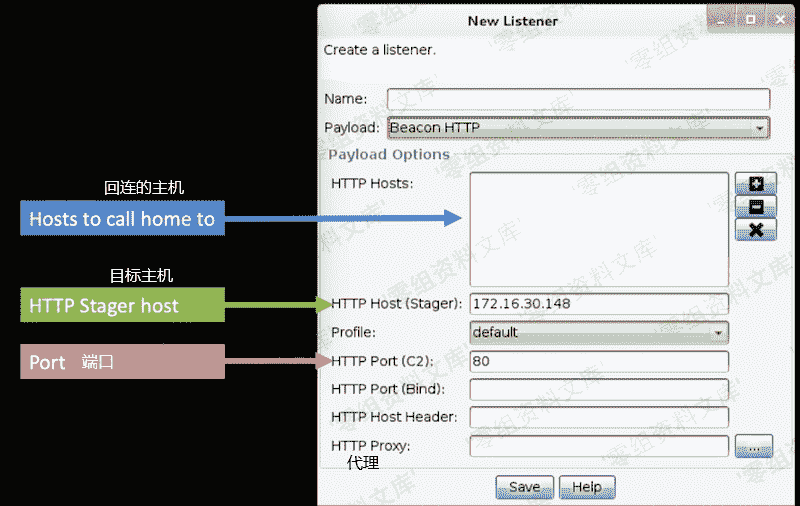 New Listener
Create a listener.
Name:
Payload: Beacon HTTP
Payload Options
回连的主机
HTTP Hosts:
Hosts to call home to
目标主机
HTTP Stager host
HTTP Host (Stager): 172.16.30.148
Profile: default
Port 端口
HTTP Port (C2): 80
HTTP Port (Bind):
HTTP Host Header:
HTTP Proxy: ...
代理
Save Help
'零组资料文库'